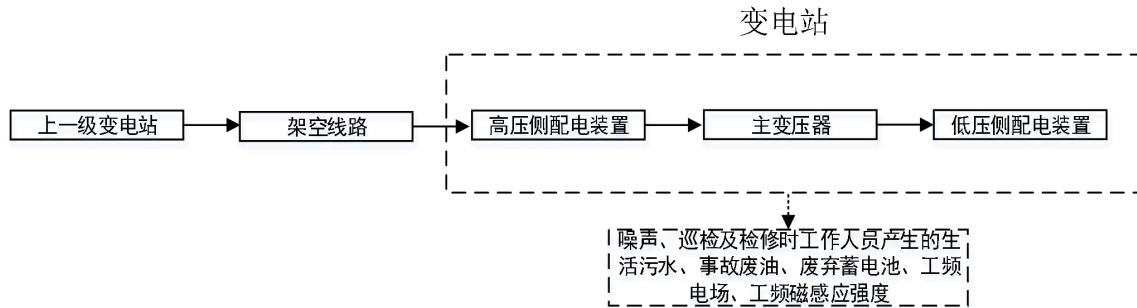 变电站
上一级变电站
架空线路
高压侧配电装置
主变压器
低压侧配电装置
噪声、巡检及检修时工作人员产生的生
活污水、事故废油、废弃蓄电池、工频
电场、工频磁感应强度